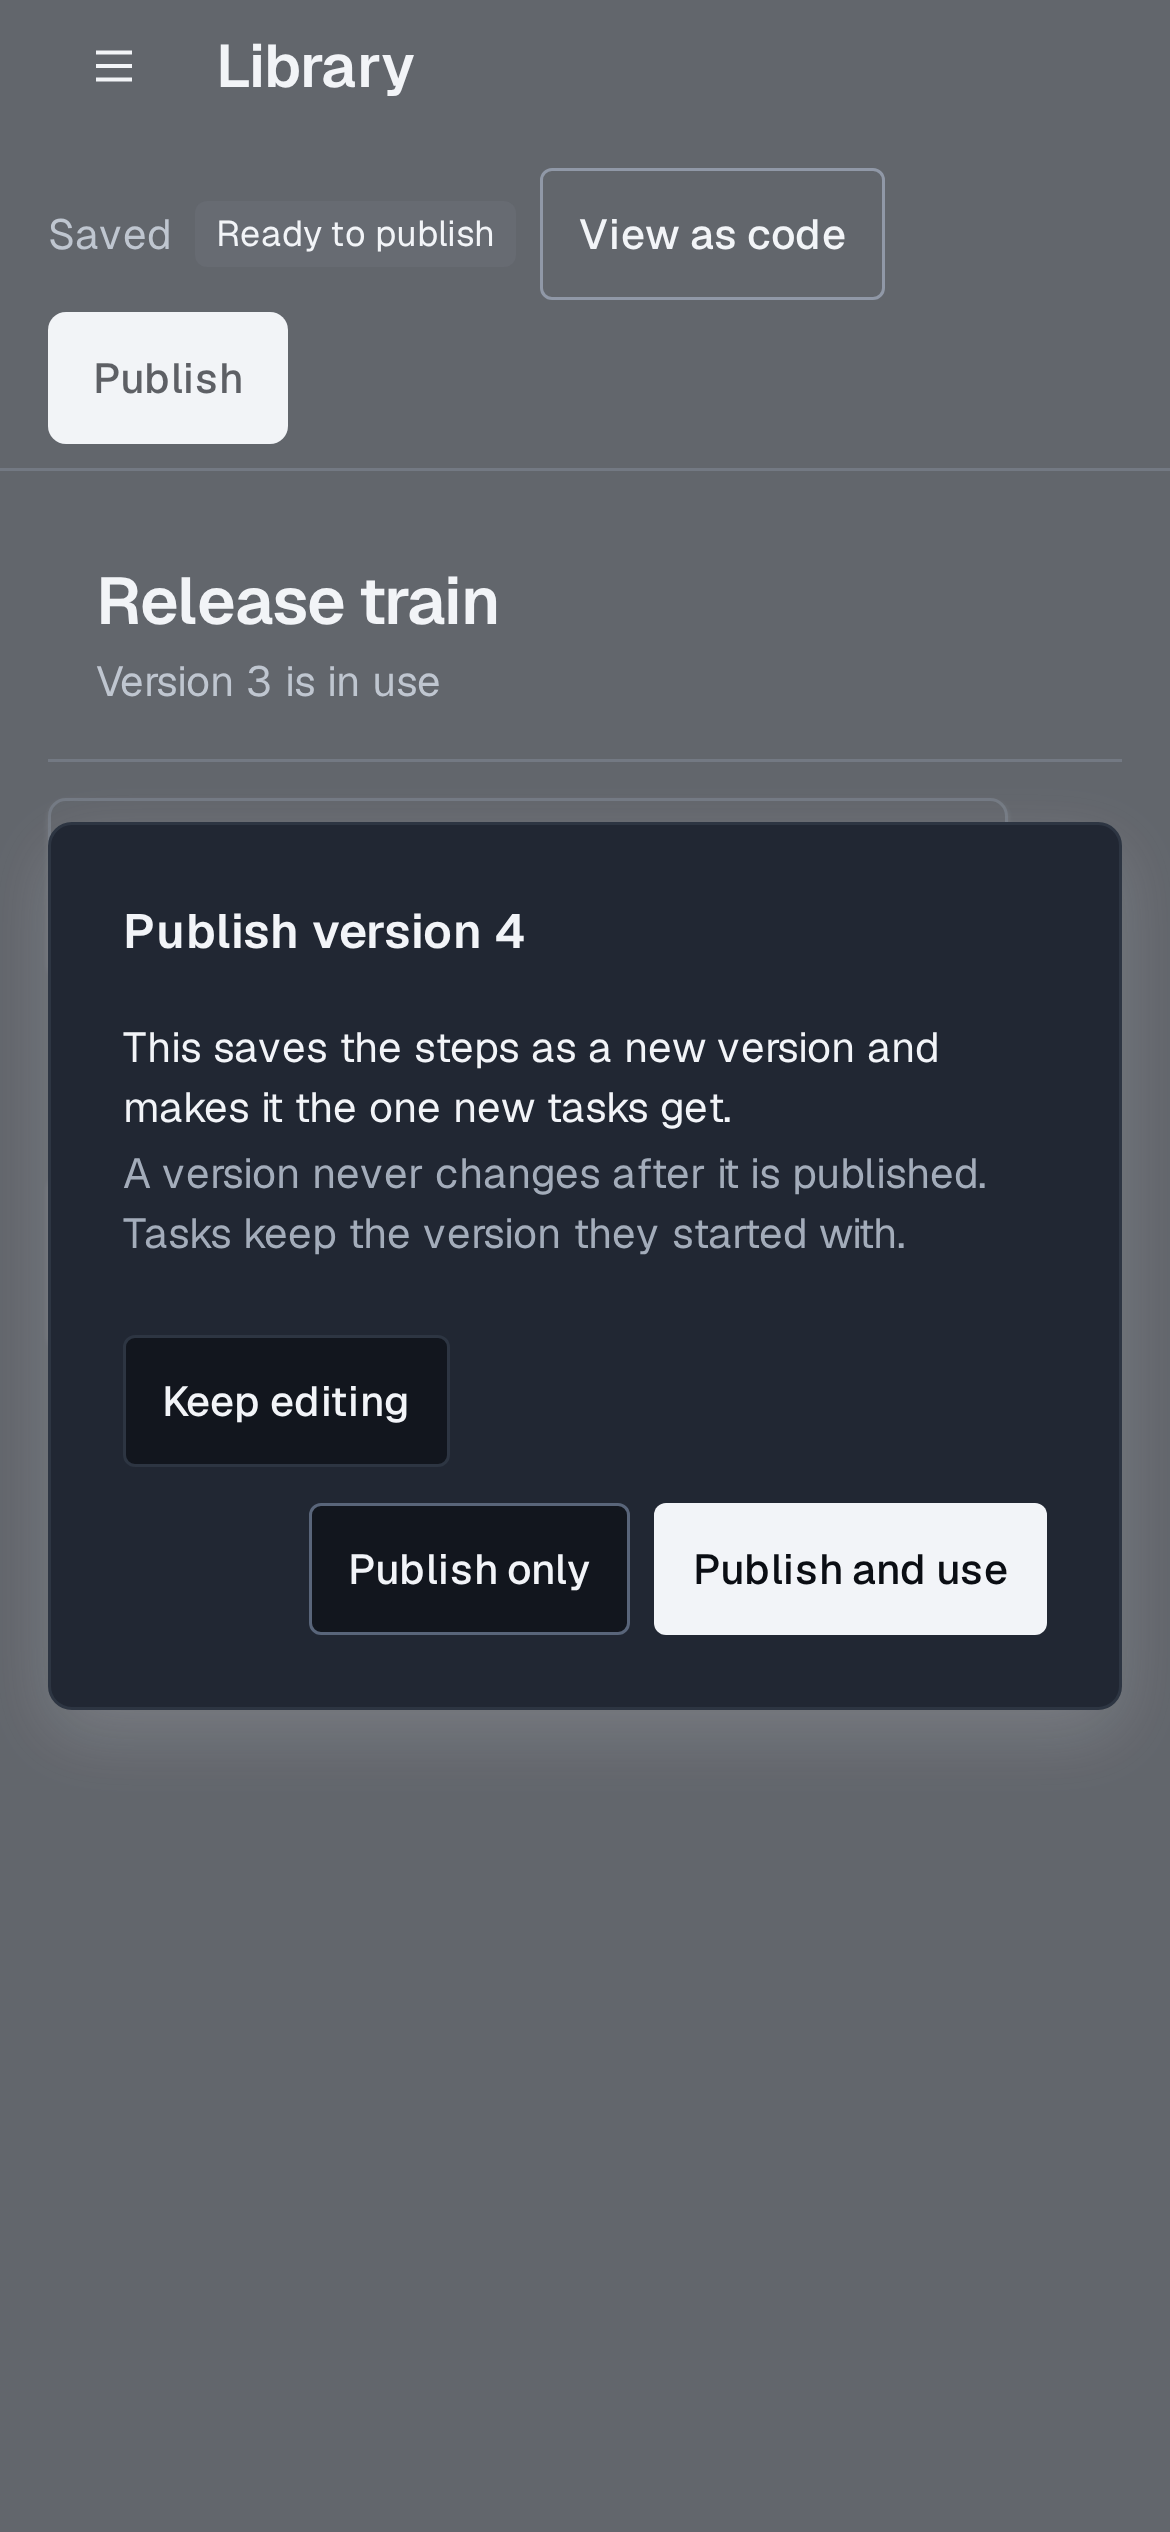 Library
Saved
Ready to publish
View as code
Publish
Release train
Version 3 is in use
Publish version 4
This saves the steps as a new version and
makes it the one new tasks get.
A version never changes after it is published.
Tasks keep the version they started with.
Keep editing
Publish only
Publish and use